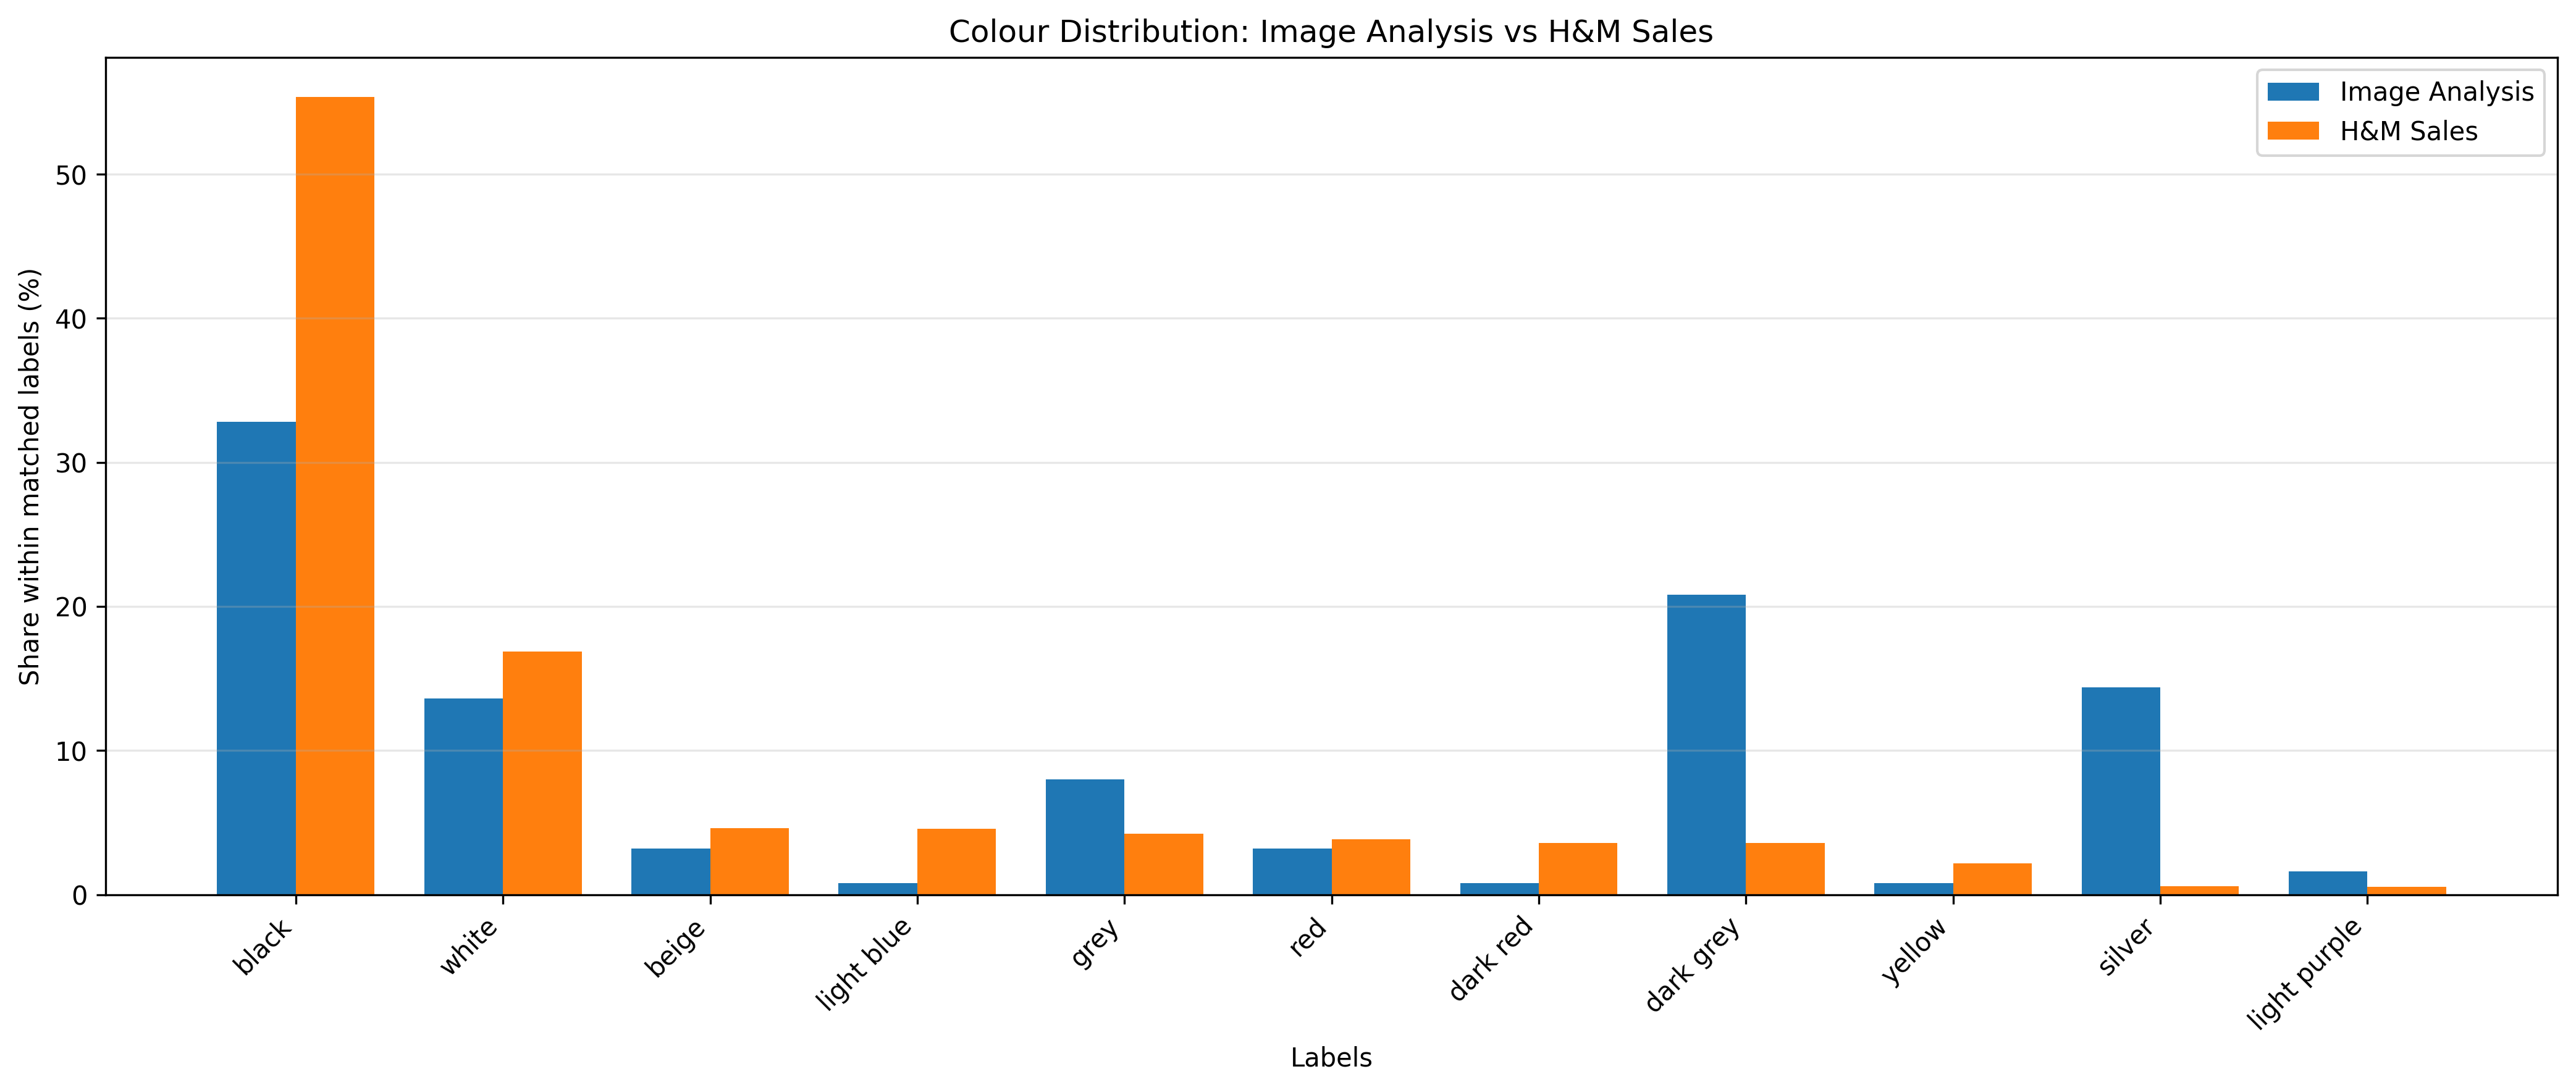 Colour Distribution: Image Analysis vs H&M Sales
Image Analysis
H&M Sales
Share within matched labels (%)
50
40
30
20
10
0
black
white
beige
light blue
grey
red
dark red
dark grey
yellow
silver
light purple
Labels